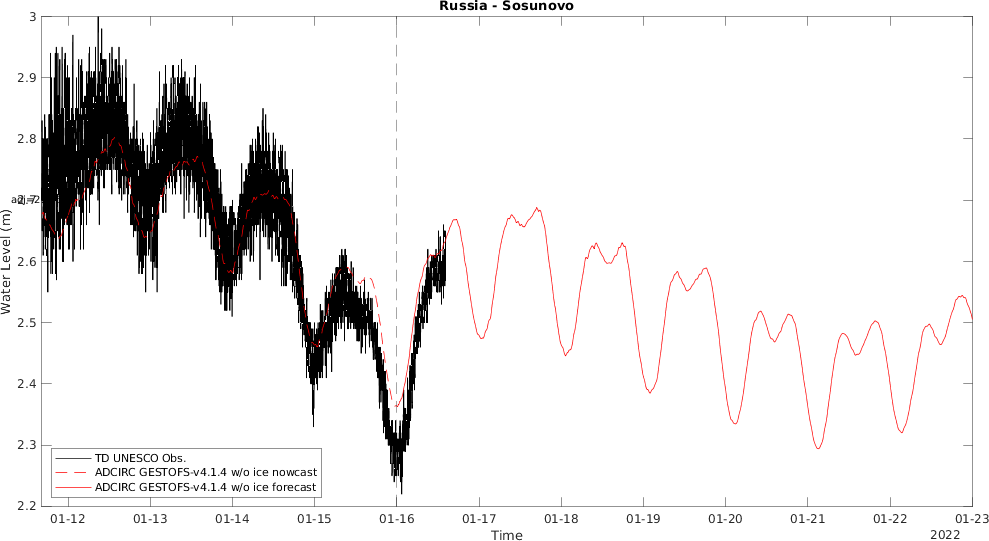 Russia - Sosunovo
3
2.9
2.8
2.6
2.5
2.4
2.3
2.2
Water Level (m)
TD UNESCO Obs.
ADCIRC GESTOFS-v4.1.4 w/o ice nowcast
ADCIRC GESTOFS-v4.1.4 w/o ice forecast
01-12 01-13 01-14 01-15 01-16 01-17 01-18 01-19 01-20 01-21 01-22 01-23
Time
2022